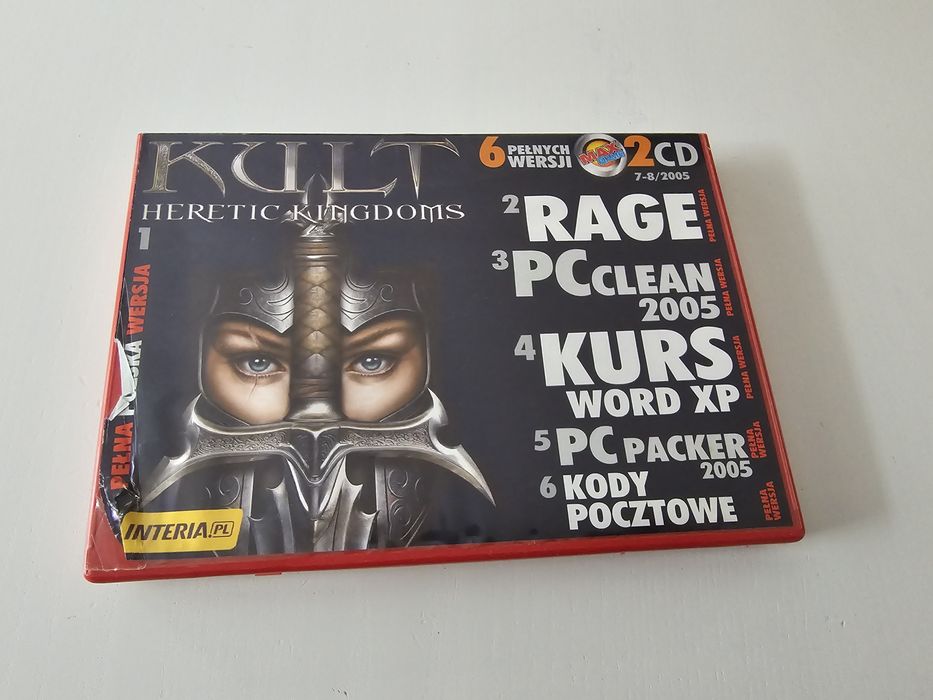 KULT
HERETIC KINGDOMS
1
PEŁNA POLSKA WERSJA
INTERIA.PL
6 PEŁNYCH WERSJI
MAX
2CD
7-8/2005
2 RAGE
PEŁNA WERSJA
3 PC CLEAN
2005
PEŁNA WERSJA
4 KURS
WORD XP
PEŁNA WERSJA
5 PC PACKER
2005
PEŁNA WERSJA
6 KODY
POCZTOWE
PEŁNA WERSJA